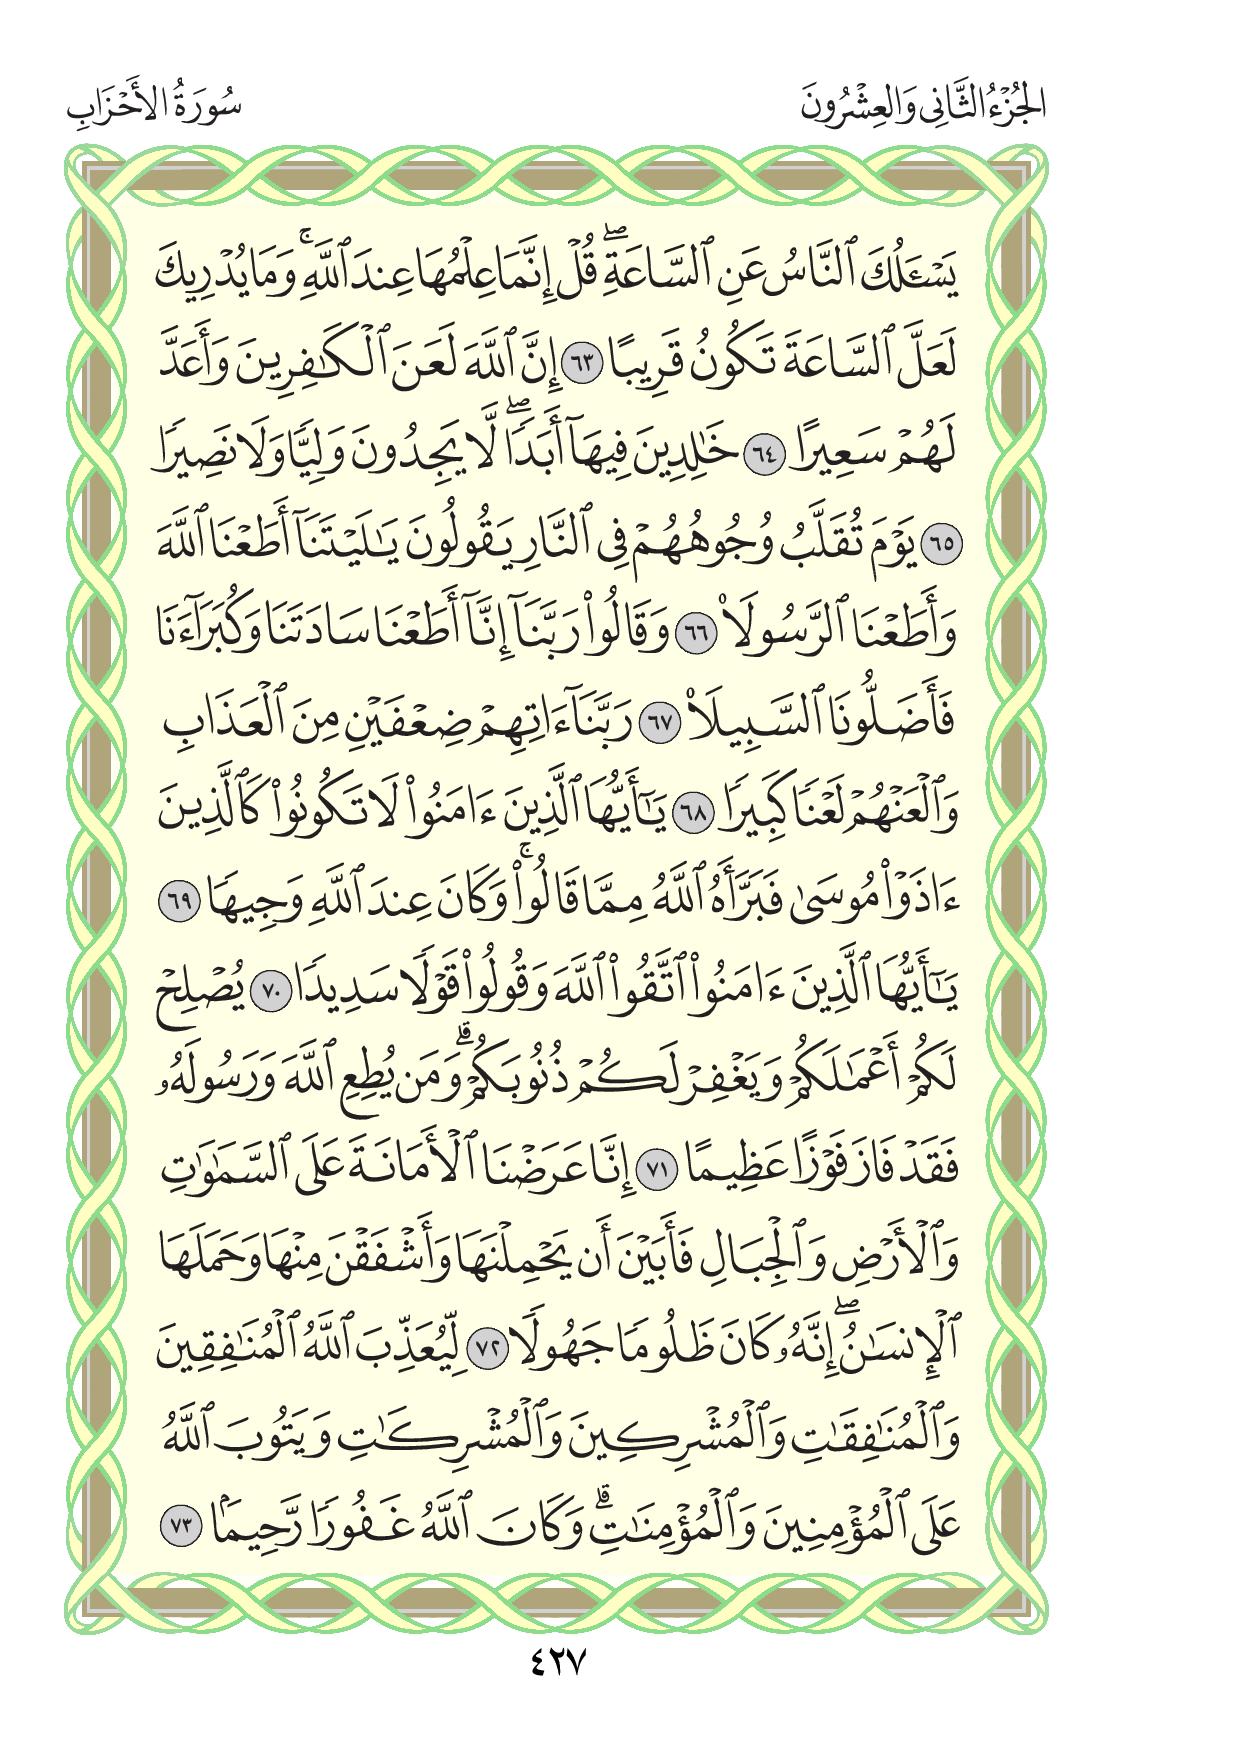 الجُزْءُ الثَّانِى وَالعِشْرُونَ
سُورَةُ الأَحْزَابِ
يَسْـَٔلُكَ ٱلنَّاسُ عَنِ ٱلسَّاعَةِۖ قُلْ إِنَّمَا عِلْمُهَا عِندَ ٱللَّهِۚ وَمَا يُدْرِيكَ
لَعَلَّ ٱلسَّاعَةَ تَكُونُ قَرِيبًا ٦٣ إِنَّ ٱللَّهَ لَعَنَ ٱلْكَـٰفِرِينَ وَأَعَدَّ
لَهُمْ سَعِيرًا ٦٤ خَـٰلِدِينَ فِيهَآ أَبَدًاۖ لَّا يَجِدُونَ وَلِيًّا وَلَا نَصِيرًا
٦٥ يَوْمَ تُقَلَّبُ وُجُوهُهُمْ فِى ٱلنَّارِ يَقُولُونَ يَـٰلَيْتَنَآ أَطَعْنَا ٱللَّهَ
وَأَطَعْنَا ٱلرَّسُولَا۠ ٦٦ وَقَالُوا۟ رَبَّنَآ إِنَّآ أَطَعْنَا سَادَتَنَا وَكُبَرَآءَنَا
فَأَضَلُّونَا ٱلسَّبِيلَا۠ ٦٧ رَبَّنَآ ءَاتِهِمْ ضِعْفَيْنِ مِنَ ٱلْعَذَابِ
وَٱلْعَنْهُمْ لَعْنًا كَبِيرًا ٦٨ يَـٰٓأَيُّهَا ٱلَّذِينَ ءَامَنُوا۟ لَا تَكُونُوا۟ كَٱلَّذِينَ
ءَاذَوْا۟ مُوسَىٰ فَبَرَّأَهُ ٱللَّهُ مِمَّا قَالُوا۟ۚ وَكَانَ عِندَ ٱللَّهِ وَجِيهًا ٦٩
يَـٰٓأَيُّهَا ٱلَّذِينَ ءَامَنُوا۟ ٱتَّقُوا۟ ٱللَّهَ وَقُولُوا۟ قَوْلًا سَدِيدًا ٧٠ يُصْلِحْ
لَكُمْ أَعْمَـٰلَكُمْ وَيَغْفِرْ لَكُمْ ذُنُوبَكُمْۗ وَمَن يُطِعِ ٱللَّهَ وَرَسُولَهُۥ
فَقَدْ فَازَ فَوْزًا عَظِيمًا ٧١ إِنَّا عَرَضْنَا ٱلْأَمَانَةَ عَلَى ٱلسَّمَـٰوَٰتِ
وَٱلْأَرْضِ وَٱلْجِبَالِ فَأَبَيْنَ أَن يَحْمِلْنَهَا وَأَشْفَقْنَ مِنْهَا وَحَمَلَهَا
ٱلْإِنسَـٰنُۖ إِنَّهُۥ كَانَ ظَلُومًا جَهُولًا ٧٢ لِّيُعَذِّبَ ٱللَّهُ ٱلْمُنَـٰفِقِينَ
وَٱلْمُنَـٰفِقَـٰتِ وَٱلْمُشْرِكِينَ وَٱلْمُشْرِكَـٰتِ وَيَتُوبَ ٱللَّهُ
عَلَى ٱلْمُؤْمِنِينَ وَٱلْمُؤْمِنَـٰتِۗ وَكَانَ ٱللَّهُ غَفُورًا رَّحِيمًۢا ٧٣
٤٢٧